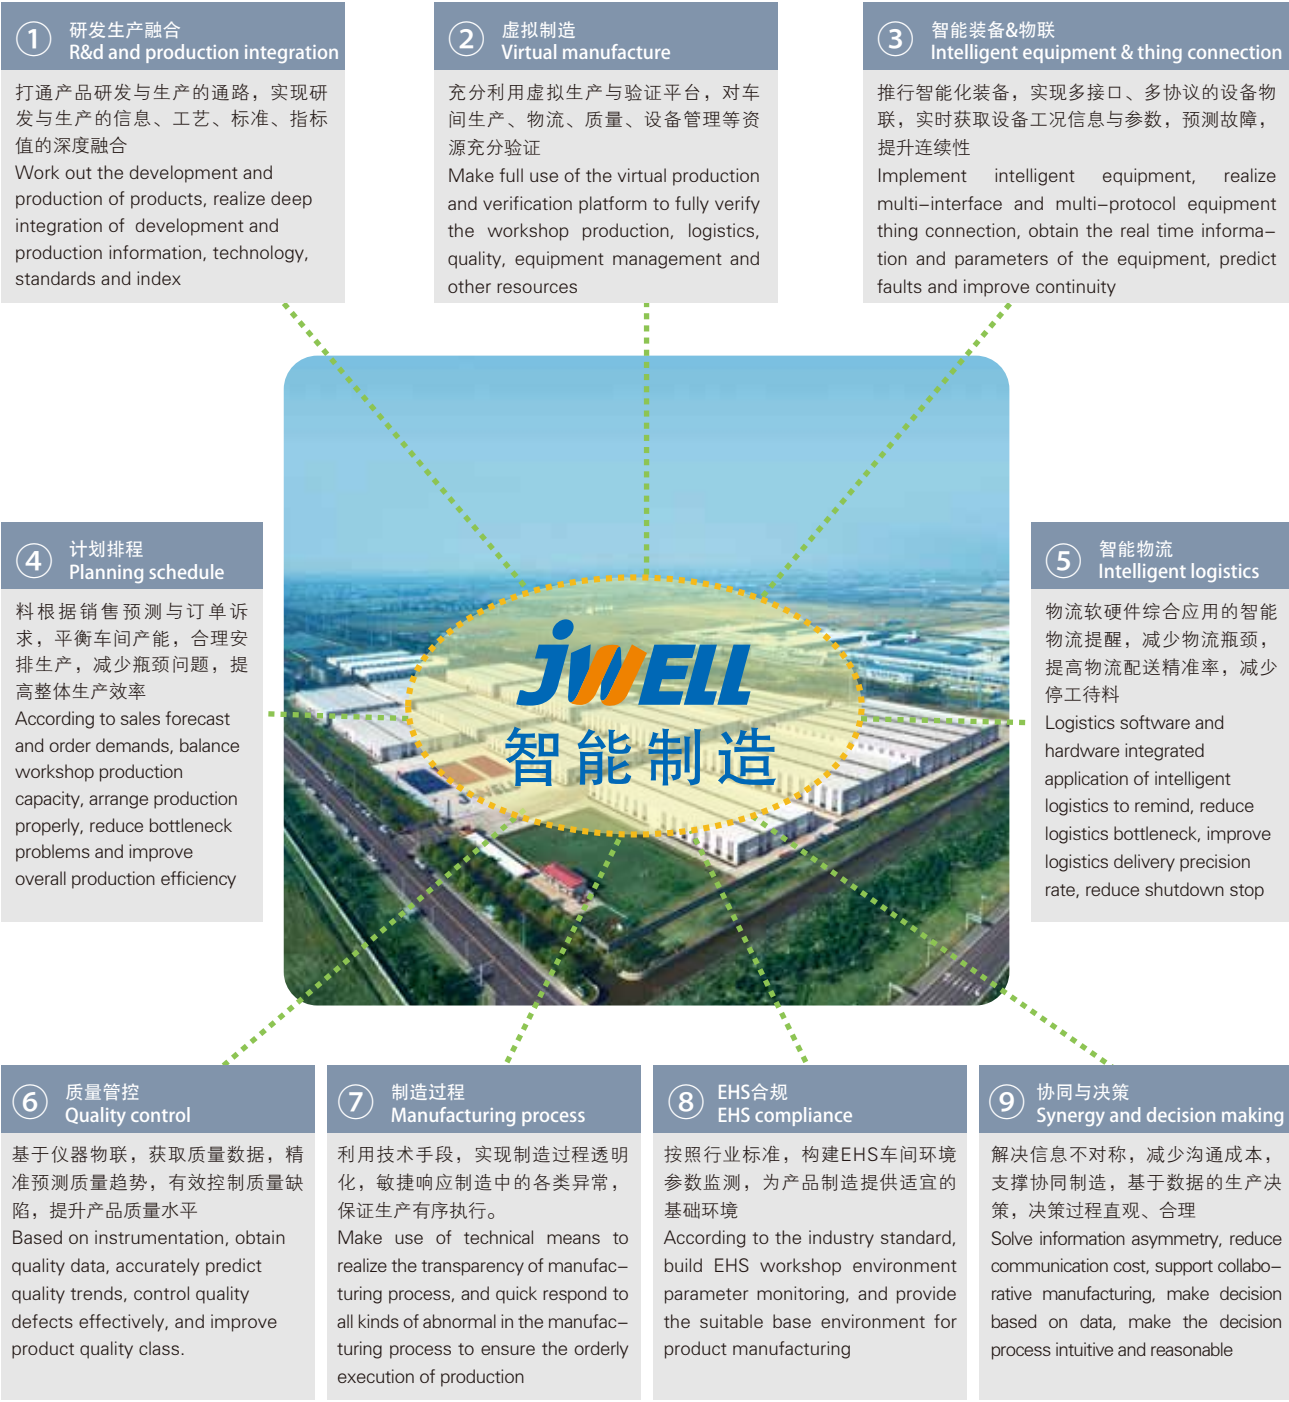 ① 研发生产融合
R&d and production integration
打通产品研发与生产的通路，实现研
发与生产的信息、工艺、标准、指标
值的深度融合
Work out the development and
production of products, realize deep
integration of development and
production information, technology,
standards and index
② 虚拟制造
Virtual manufacture
充分利用虚拟生产与验证平台，对车
间生产、物流、质量、设备管理等资
源充分验证
Make full use of the virtual production
and verification platform to fully verify
the workshop production, logistics,
quality, equipment management and
other resources
③ 智能装备&物联
Intelligent equipment & thing connection
推行智能化装备，实现多接口、多协议的设备物
联，实时获取设备工况信息与参数，预测故障，
提升连续性
Implement intelligent equipment, realize
multi-interface and multi-protocol equipment
thing connection, obtain the real time informa-
tion and parameters of the equipment, predict
faults and improve continuity
④ 计划排程
Planning schedule
料根据销售预测与订单诉
求，平衡车间产能，合理安
排生产，减少瓶颈问题，提
高整体生产效率
According to sales forecast
and order demands, balance
workshop production
capacity, arrange production
properly, reduce bottleneck
problems and improve
overall production efficiency
JWELL
智能制造
JWELL
⑤ 智能物流
Intelligent logistics
物流软硬件综合应用的智能
物流提醒，减少物流瓶颈，
提高物流配送精准率，减少
停工待料
Logistics software and
hardware integrated
application of intelligent
logistics to remind, reduce
logistics bottleneck, improve
logistics delivery precision
rate, reduce shutdown stop
⑥ 质量管控
Quality control
基于仪器物联，获取质量数据，精
准预测质量趋势，有效控制质量缺
陷，提升产品质量水平
Based on instrumentation, obtain
quality data, accurately predict
quality trends, control quality
defects effectively, and improve
product quality class.
⑦ 制造过程
Manufacturing process
利用技术手段，实现制造过程透明
化，敏捷响应制造中的各类异常，
保证生产有序执行。
Make use of technical means to
realize the transparency of manufac-
turing process, and quick respond to
all kinds of abnormal in the manufac-
turing process to ensure the orderly
execution of production
⑧ EHS合规
EHS compliance
按照行业标准，构建EHS车间环境
参数监测，为产品制造提供适宜的
基础环境
According to the industry standard,
build EHS workshop environment
parameter monitoring, and provide
the suitable base environment for
product manufacturing
⑨ 协同与决策
Synergy and decision making
解决信息不对称，减少沟通成本，
支撑协同制造，基于数据的生产决
策，决策过程直观、合理
Solve information asymmetry, reduce
communication cost, support collabo-
rative manufacturing, make decision
based on data, make the decision
process intuitive and reasonable